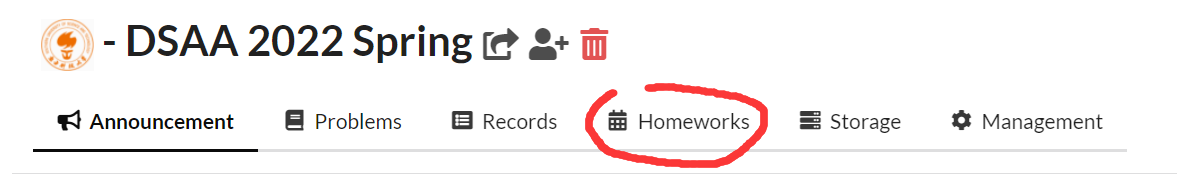 - DSAA 2022 Spring
Announcement Problems Records Homeworks Storage Management